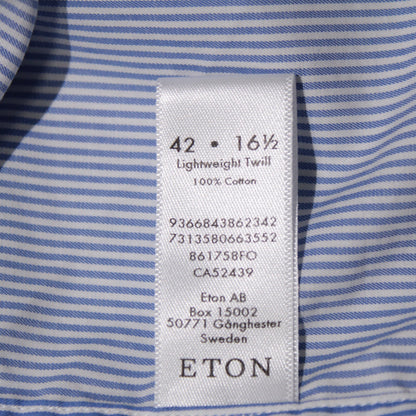 42 • 16½
Lightweight Twill
100% Cotton
9366843862342
7313580663552
861758FO
CA52439
Eton AB
Box 15002
50771 Gånghester
Sweden
ETON